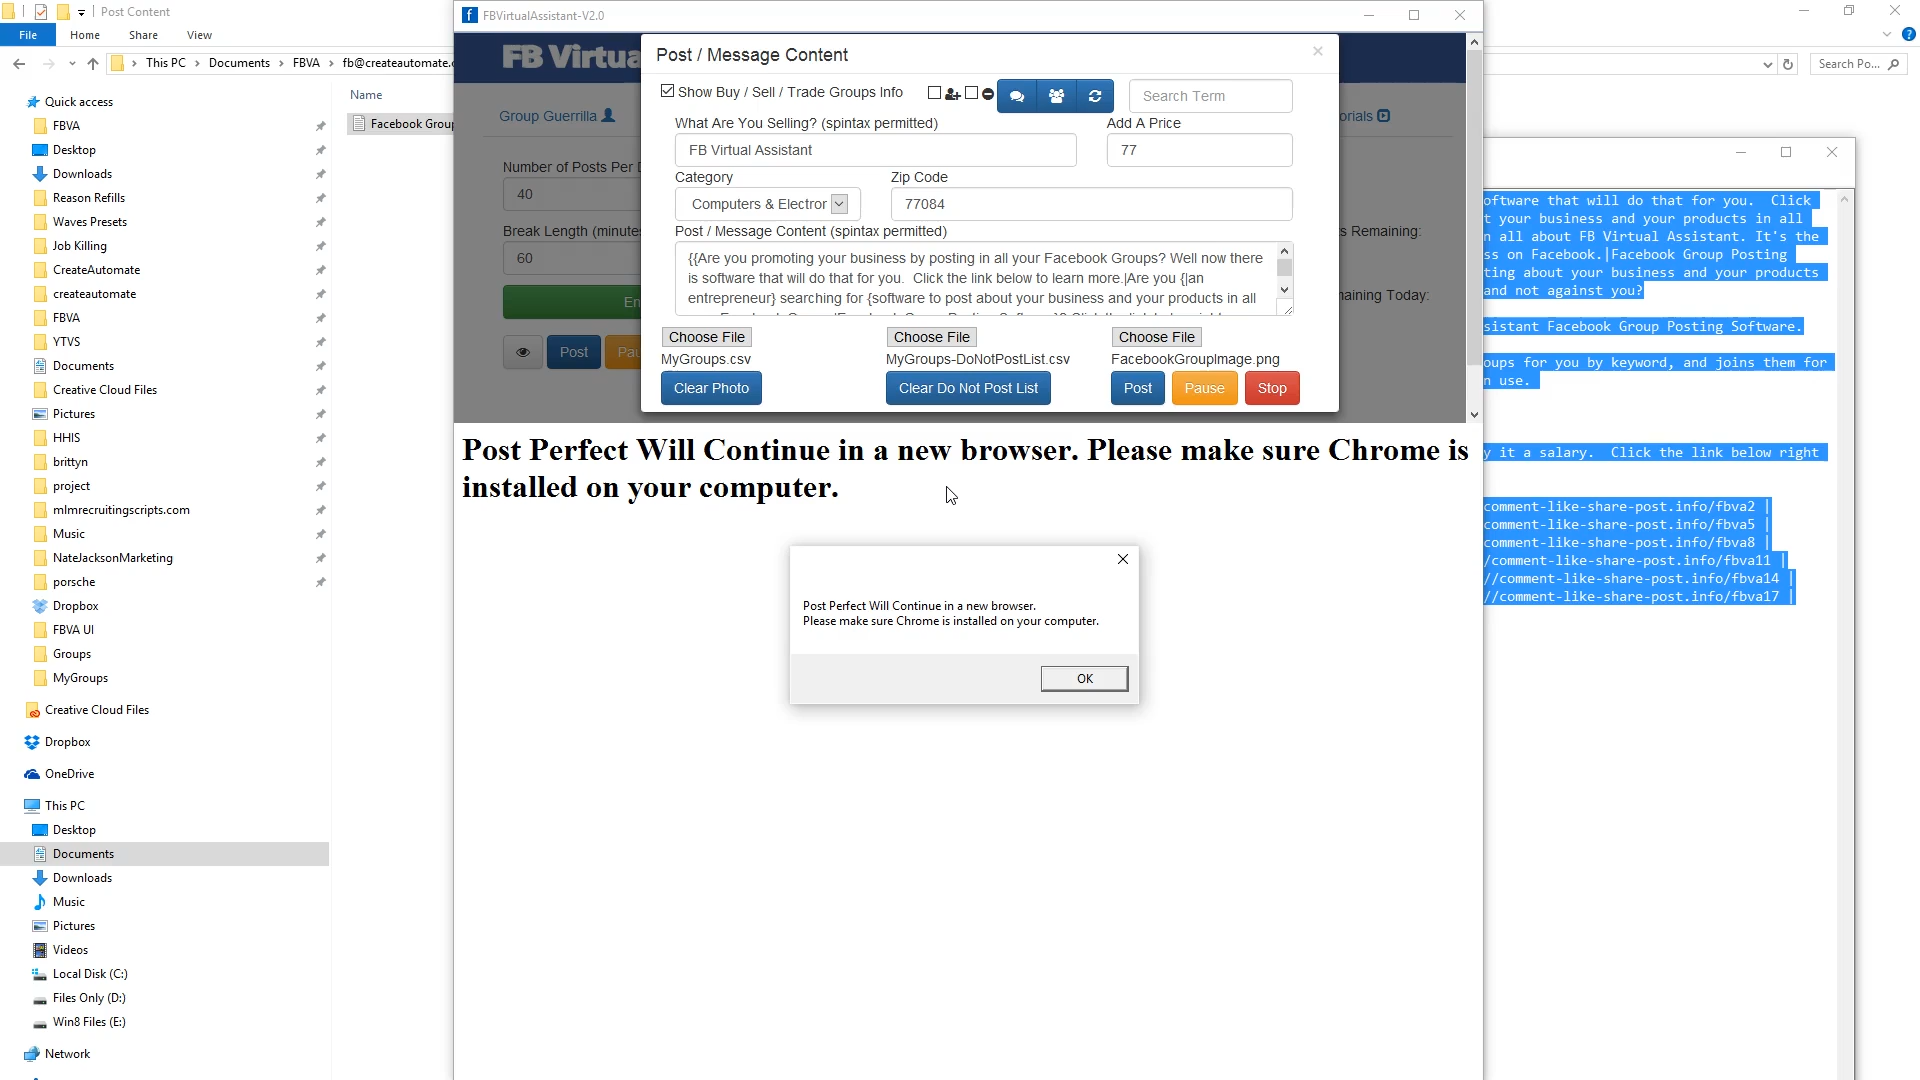 Post Content
File
Home
Share
View
This PC
Documents
FBVA
fb@createautomate.
Search Po...
Quick access
FBVA
Desktop
Downloads
Reason Refills
Waves Presets
Job Killing
CreateAutomate
createautomate
FBVA
YTVS
Documents
Creative Cloud Files
Pictures
HHIS
brittyn
project
mlmrecruitingscripts.com
Music
NateJacksonMarketing
porsche
Dropbox
FBVA UI
Groups
MyGroups
Creative Cloud Files
Dropbox
OneDrive
This PC
Desktop
Documents
Downloads
Music
Pictures
Videos
Local Disk (C:)
Files Only (D:)
Win8 Files (E:)
Network
Name
Facebook Group
FBVirtualAssistant-V2.0
FB Virtua
Group Guerrilla
orials
Number of Posts Per D
40
Break Length (minute
60
En
Post
Pau
s Remaining:
aining Today:
Post / Message Content
Show Buy / Sell / Trade Groups Info
Search Term
What Are You Selling? (spintax permitted)
Add A Price
FB Virtual Assistant
77
Category
Zip Code
Computers & Electror
77084
Post / Message Content (spintax permitted)
{{Are you promoting your business by posting in all your Facebook Groups? Well now there
is software that will do that for you.  Click the link below to learn more.|Are you {|an
entrepreneur} searching for {software to post about your business and your products in all
Choose File
Choose File
Choose File
MyGroups.csv
MyGroups-DoNotPostList.csv
FacebookGroupImage.png
Clear Photo
Clear Do Not Post List
Post
Pause
Stop
Post Perfect Will Continue in a new browser. Please make sure Chrome is
installed on your computer.
Post Perfect Will Continue in a new browser.
Please make sure Chrome is installed on your computer.
OK
oftware that will do that for you.  Click
t your business and your products in all
n all about FB Virtual Assistant. It's the
ss on Facebook.|Facebook Group Posting
ting about your business and your products
and not against you?
sistant Facebook Group Posting Software.
oups for you by keyword, and joins them for
n use.
y it a salary.  Click the link below right
comment-like-share-post.info/fbva2 |
comment-like-share-post.info/fbva5 |
comment-like-share-post.info/fbva8 |
/comment-like-share-post.info/fbva11 |
//comment-like-share-post.info/fbva14 |
//comment-like-share-post.info/fbva17 |